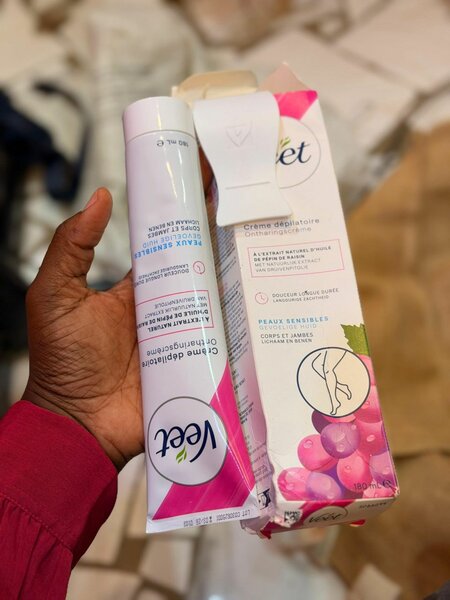 Veet
Crème dépilatoire
Ontharingscrème
À L'EXTRAIT NATUREL
D'HUILE DE PÉPIN DE RAISIN
MET NATUURLIJK EXTRACT
VAN DRUIVENPITOLIE
DOUCEUR LONGUE DURÉE
LANGDURIGE ZACHTHEID
PEAUX SENSIBLES
GEVOELIGE HUID
CORPS ET JAMBES
LICHAAM EN BENEN
180 mL e
Veet
Crème dépilatoire
Ontharingscrème
À L'EXTRAIT NATUREL D'HUILE
DE PÉPIN DE RAISIN
MET NATUURLIJK EXTRACT
VAN DRUIVENPITOLIE
DOUCEUR LONGUE DURÉE
LANGDURIGE ZACHTHEID
PEAUX SENSIBLES
GEVOELIGE HUID
CORPS ET JAMBES
LICHAAM EN BENEN
180 mL e
Veet